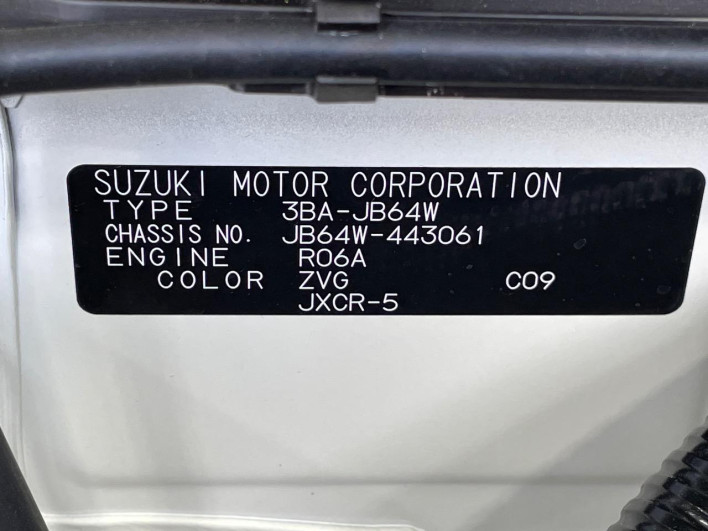 SUZUKI MOTOR CORPORATION
TYPE 3BA-JB64W
CHASSIS NO. JB64W-443061
ENGINE R06A
COLOR ZVG C09
JXCR-5